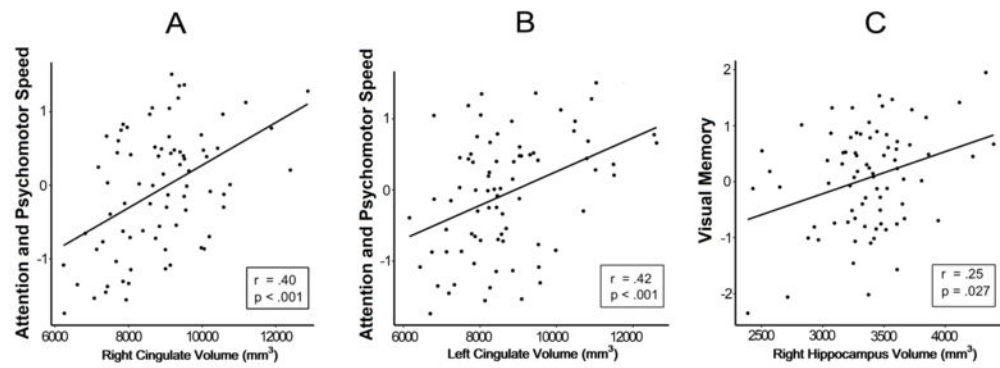 A
Attention and Psychomotor Speed
1
0
-1
r = .40
p < .001
6000 8000 10000 12000
Right Cingulate Volume (mm³)
B
Attention and Psychomotor Speed
1
0
-1
r = .42
p < .001
6000 8000 10000 12000
Left Cingulate Volume (mm³)
C
Visual Memory
2
1
0
-1
-2
r = .25
p = .027
2500 3000 3500 4000
Right Hippocampus Volume (mm³)